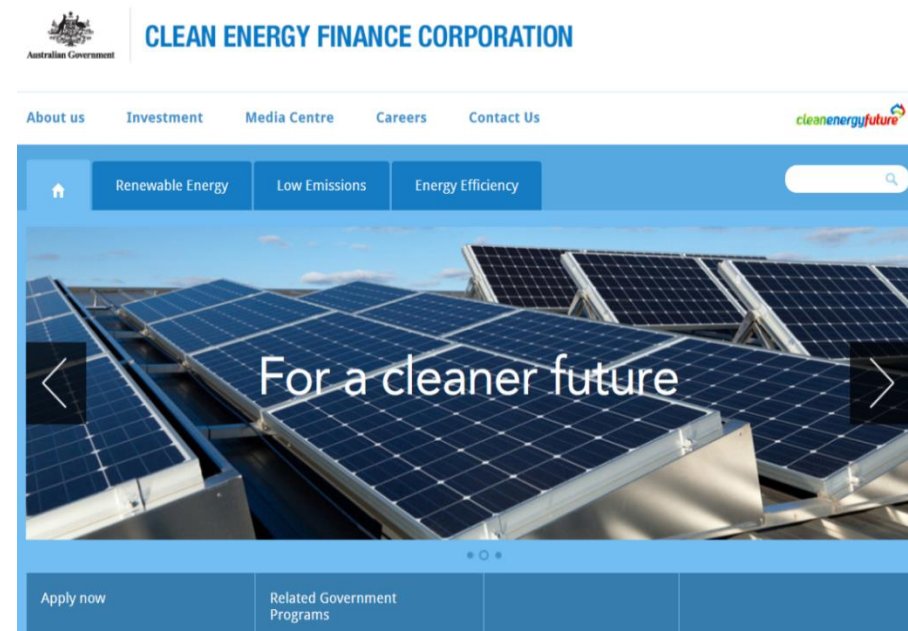 Australian Government
CLEAN ENERGY FINANCE CORPORATION
About us Investment Media Centre Careers Contact Us
cleanenergyfuture
Renewable Energy Low Emissions Energy Efficiency
For a cleaner future
Apply now
Related Government
Programs